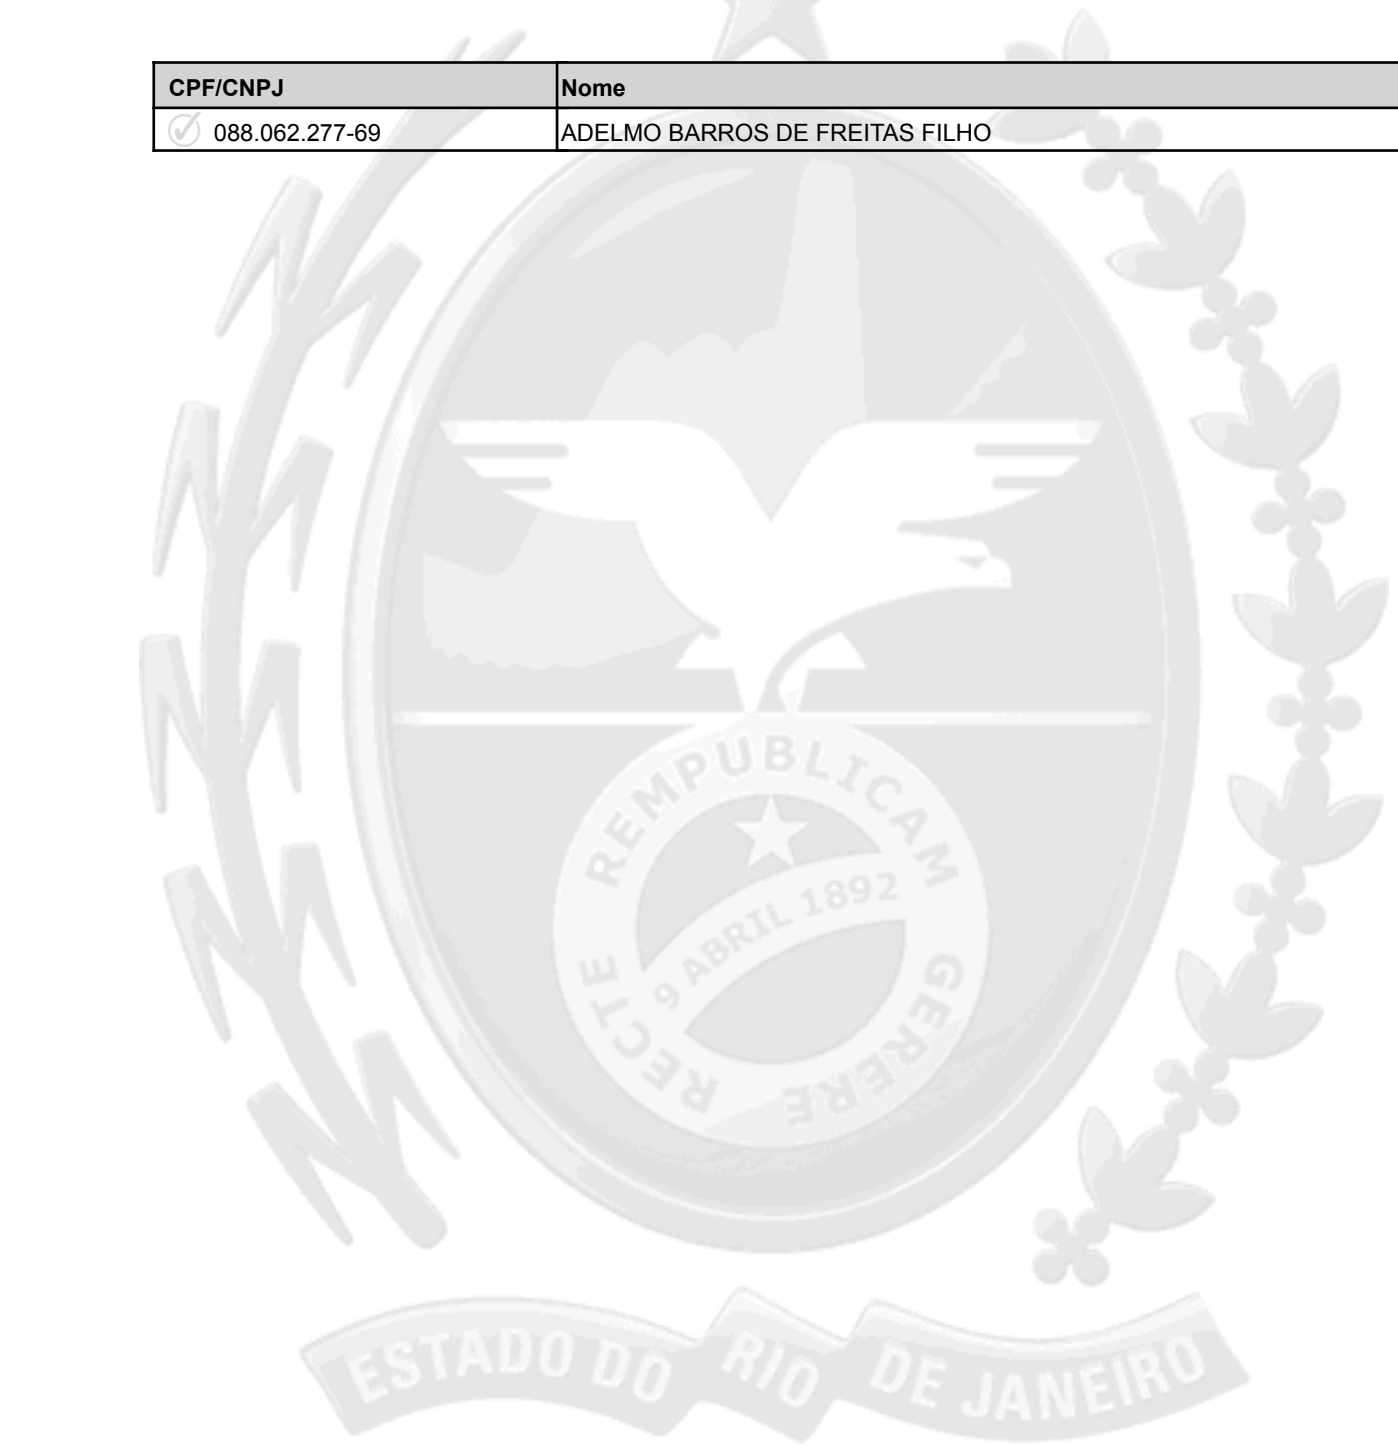 CPF/CNPJ Nome
088.062.277-69 ADELMO BARROS DE FREITAS FILHO
REMPUBLICAM
9 ABRIL 1892
RECTE GERERE
ESTADO DO RIO DE JANEIRO